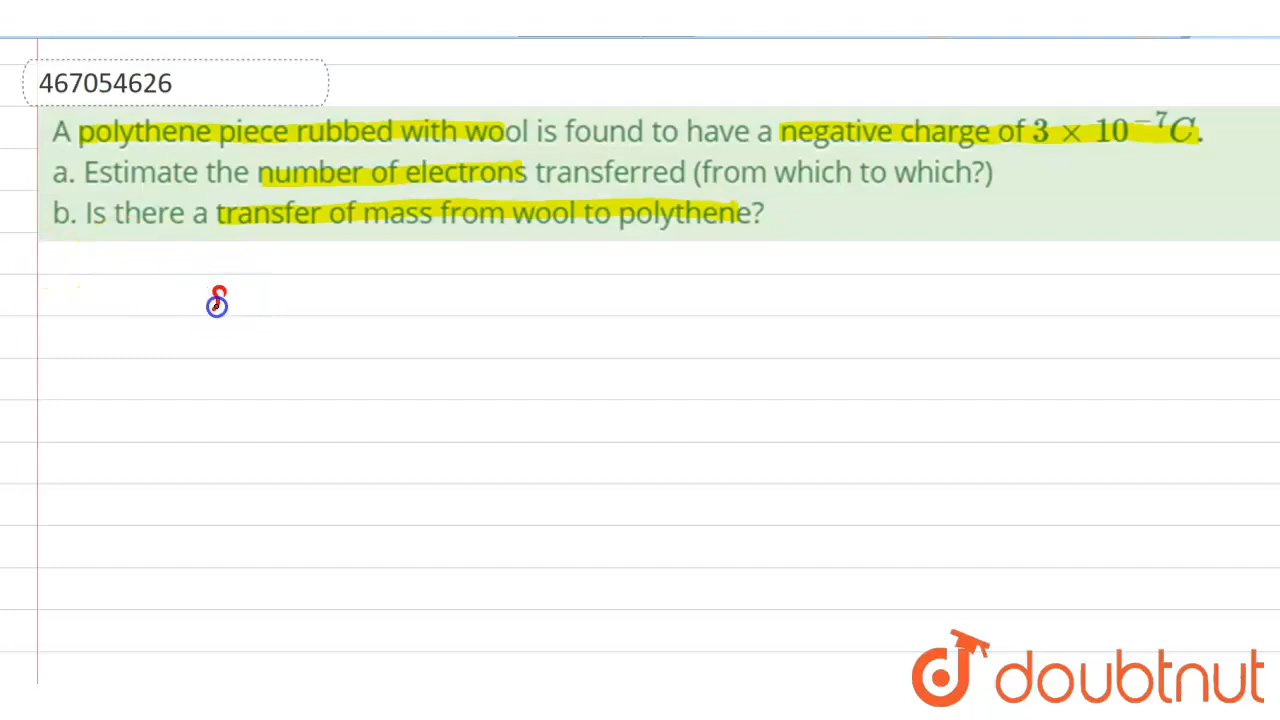 467054626
A polythene piece rubbed with wool is found to have a negative charge of 3 × 10⁻⁷C.
a. Estimate the number of electrons transferred (from which to which?)
b. Is there a transfer of mass from wool to polythene?
doubtnut